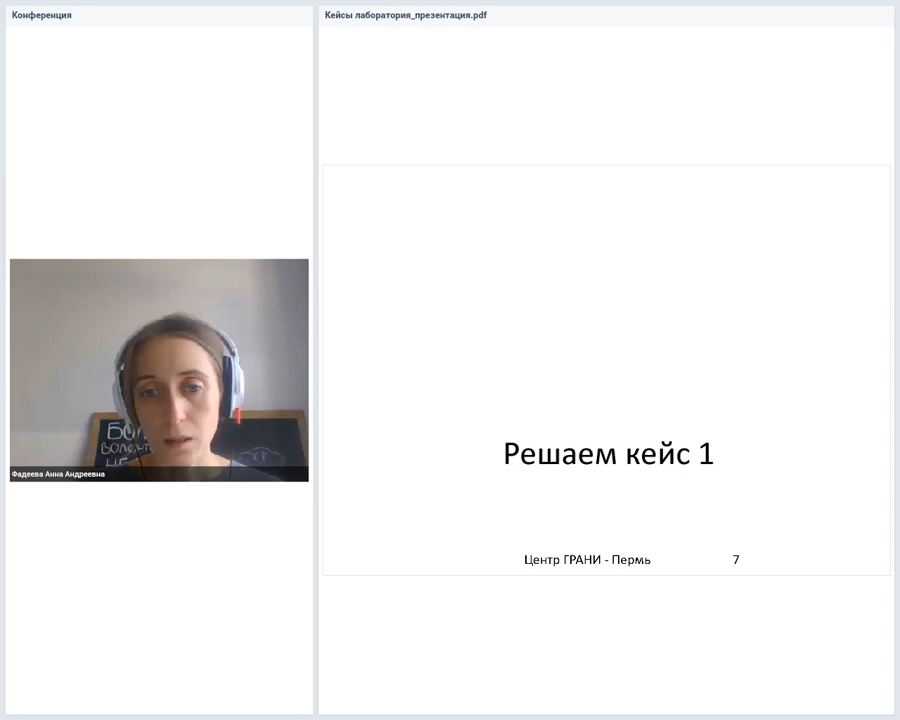 Конференция
Кейсы лаборатория_презентация.pdf
Фадеева Анна Андреевна
Решаем кейс 1
Центр ГРАНИ - Пермь 7